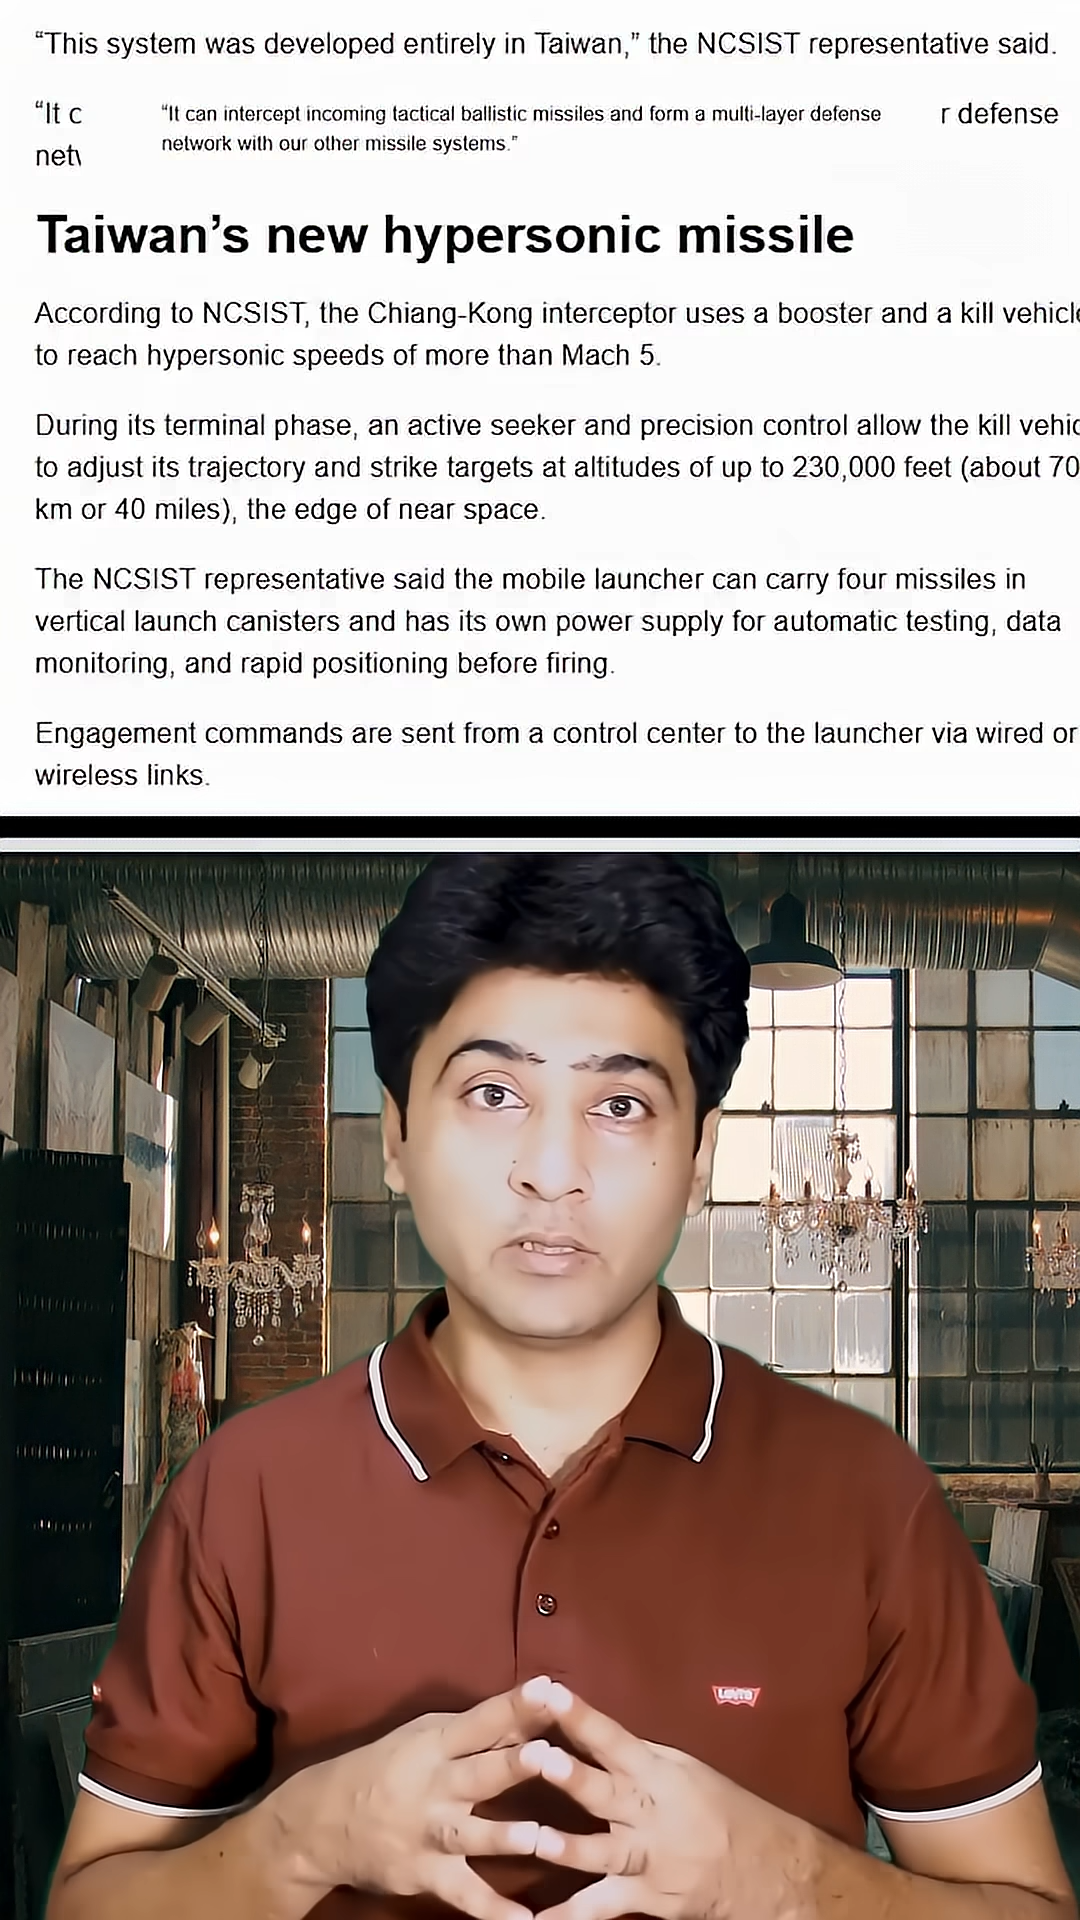 “This system was developed entirely in Taiwan,” the NCSIST representative said.
“It c
“It can intercept incoming tactical ballistic missiles and form a multi-layer defense
r defense
network with our other missile systems.”
Taiwan’s new hypersonic missile
According to NCSIST, the Chiang-Kong interceptor uses a booster and a kill vehicle
to reach hypersonic speeds of more than Mach 5.
During its terminal phase, an active seeker and precision control allow the kill vehic
to adjust its trajectory and strike targets at altitudes of up to 230,000 feet (about 70
km or 40 miles), the edge of near space.
The NCSIST representative said the mobile launcher can carry four missiles in
vertical launch canisters and has its own power supply for automatic testing, data
monitoring, and rapid positioning before firing.
Engagement commands are sent from a control center to the launcher via wired or
wireless links.
Levi's